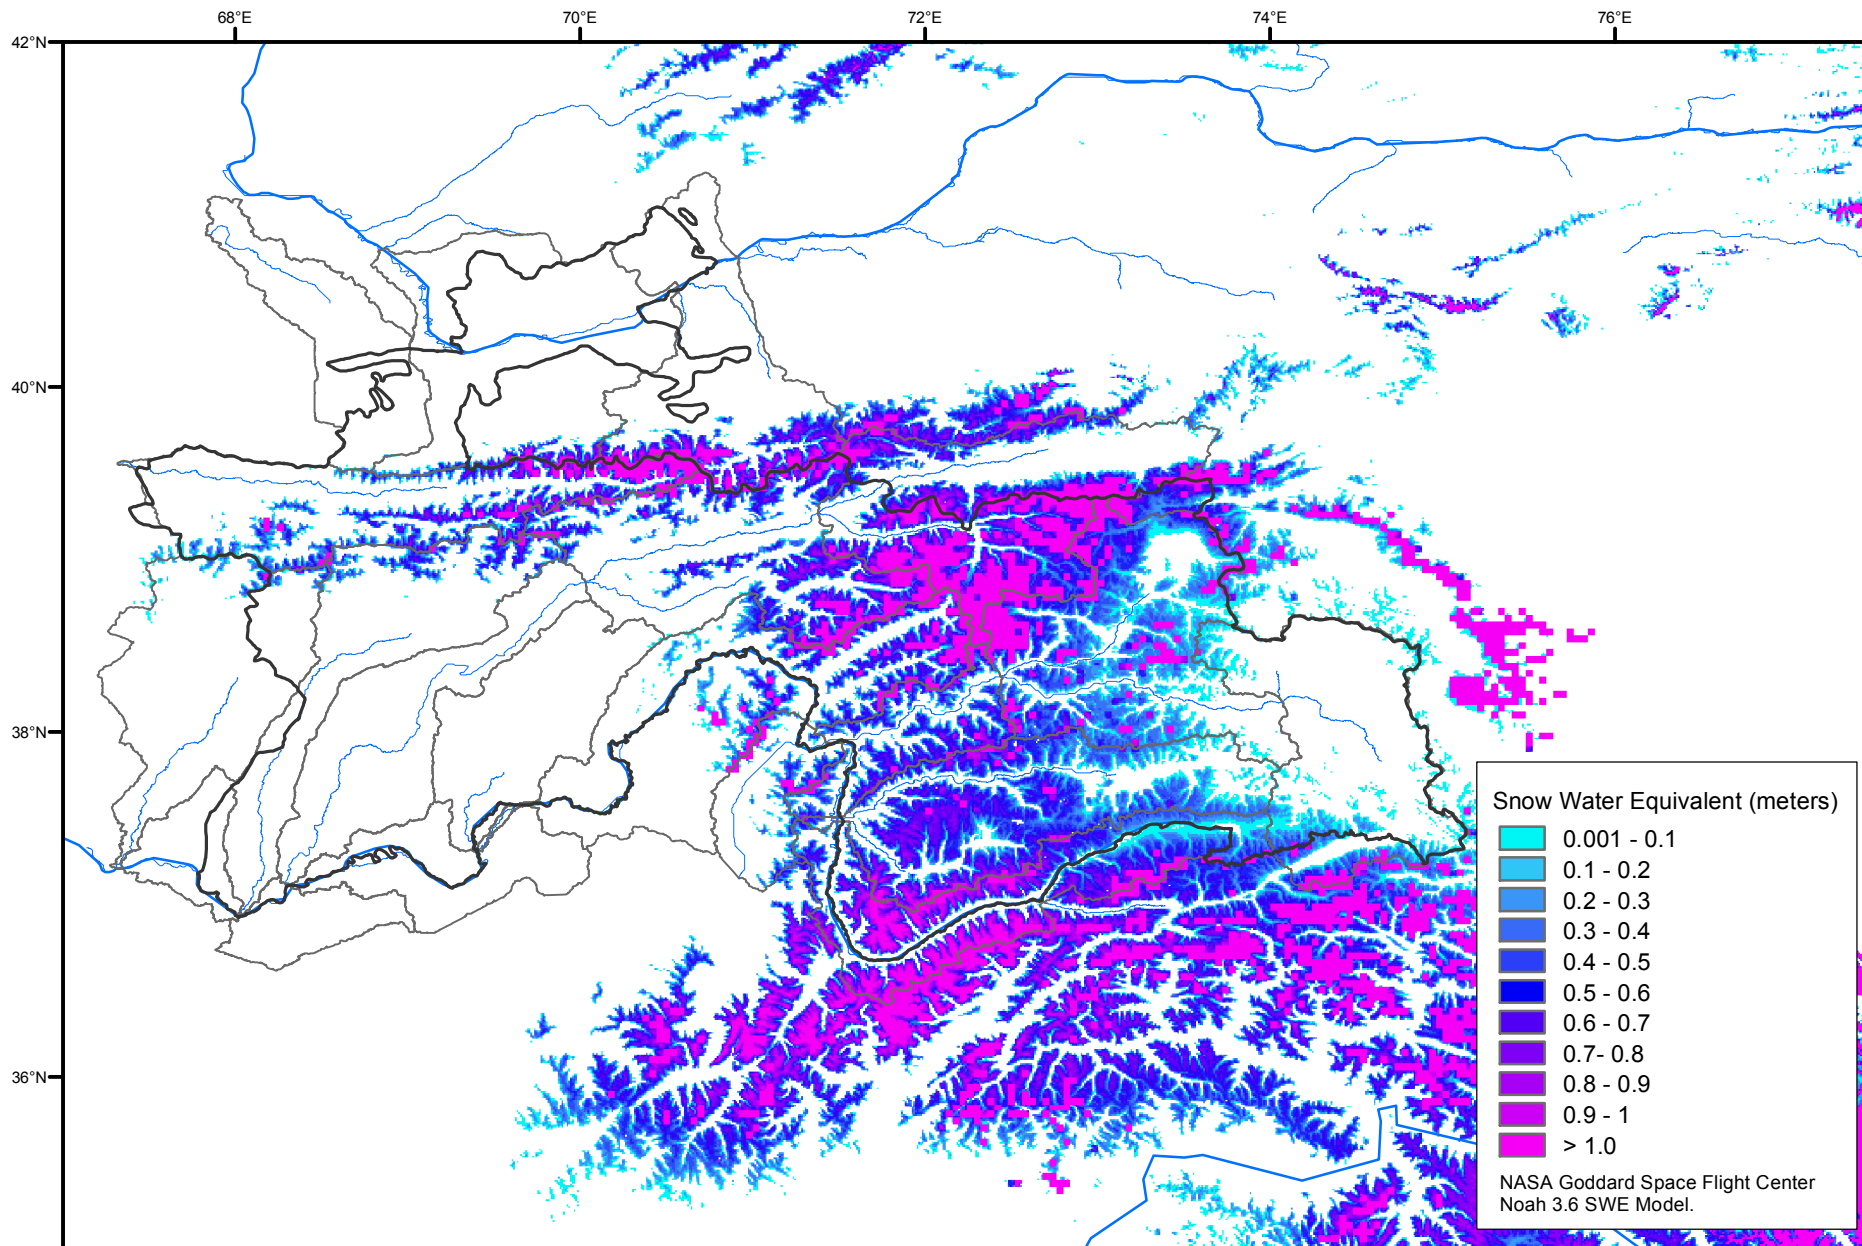 68°E 70°E 72°E 74°E 76°E
42°N
40°N
38°N
36°N
Snow Water Equivalent (meters)
0.001 - 0.1
0.1 - 0.2
0.2 - 0.3
0.3 - 0.4
0.4 - 0.5
0.5 - 0.6
0.6 - 0.7
0.7- 0.8
0.8 - 0.9
0.9 - 1
> 1.0
NASA Goddard Space Flight Center
Noah 3.6 SWE Model.